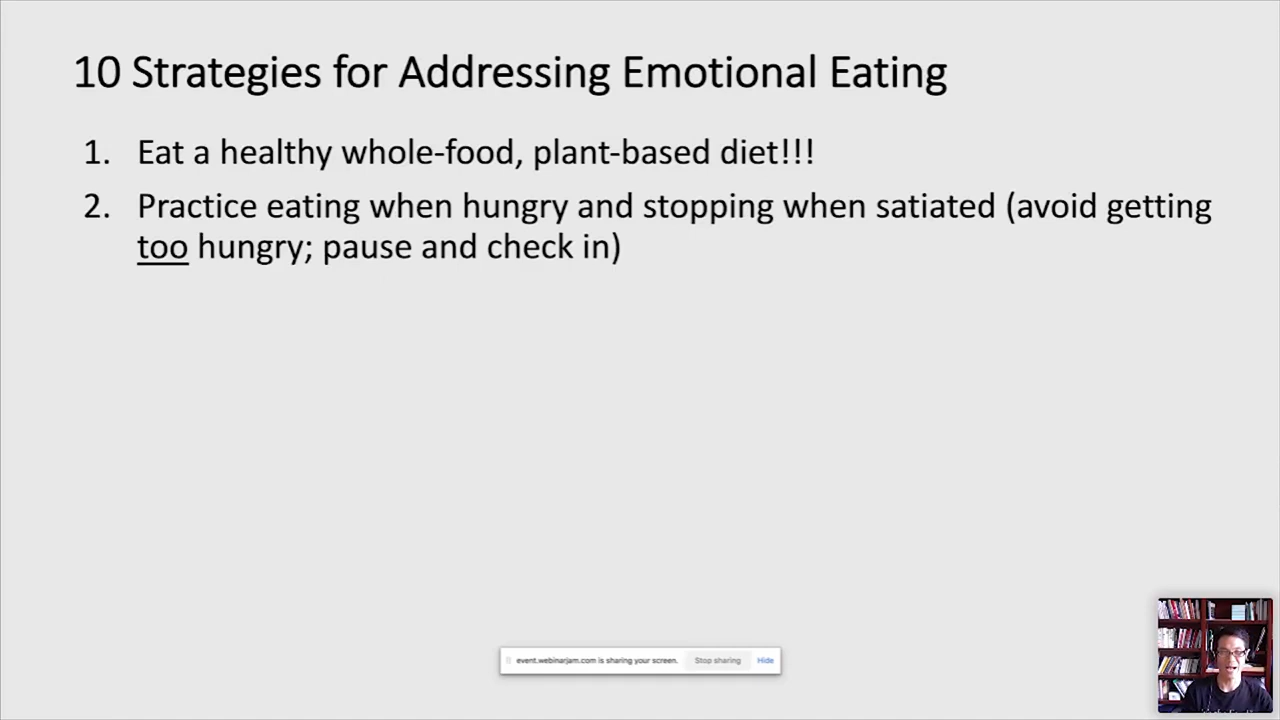 10 Strategies for Addressing Emotional Eating
1. Eat a healthy whole-food, plant-based diet!!!
2. Practice eating when hungry and stopping when satiated (avoid getting
too hungry; pause and check in)
event.webinarjam.com is sharing your screen. Stop sharing Hide